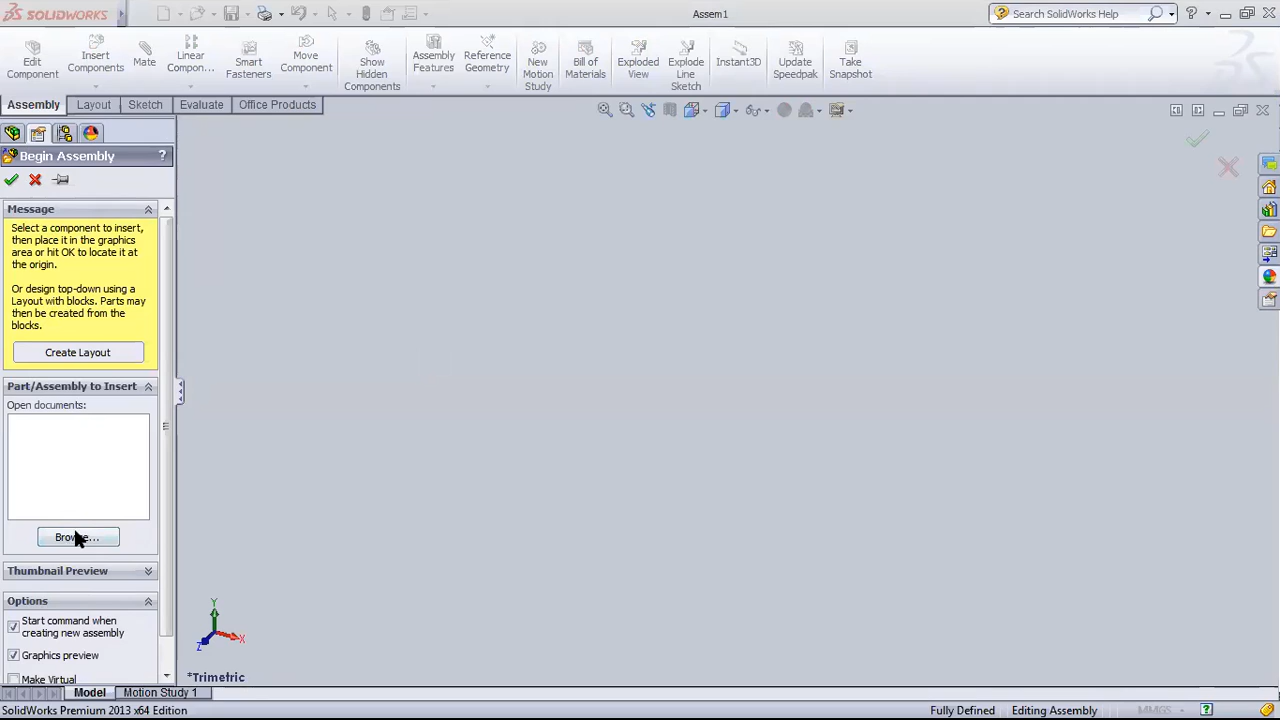 SOLIDWORKS
Assem1
Search SolidWorks Help
Edit Component
Insert Components
Mate
Linear Compon...
Smart Fasteners
Move Component
Show Hidden Components
Assembly Features
Reference Geometry
New Motion Study
Bill of Materials
Exploded View
Explode Line Sketch
Instant3D
Update Speedpak
Take Snapshot
Assembly
Layout
Sketch
Evaluate
Office Products
Begin Assembly
?
Message
Select a component to insert,
then place it in the graphics
area or hit OK to locate it at
the origin.
Or design top-down using a
Layout with blocks. Parts may
then be created from the
blocks.
Create Layout
Part/Assembly to Insert
Open documents:
Browse...
Thumbnail Preview
Options
Start command when
creating new assembly
Graphics preview
Make Virtual
Y
X
Z
*Trimetric
Model
Motion Study 1
SolidWorks Premium 2013 x64 Edition
Fully Defined
Editing Assembly
MMGS